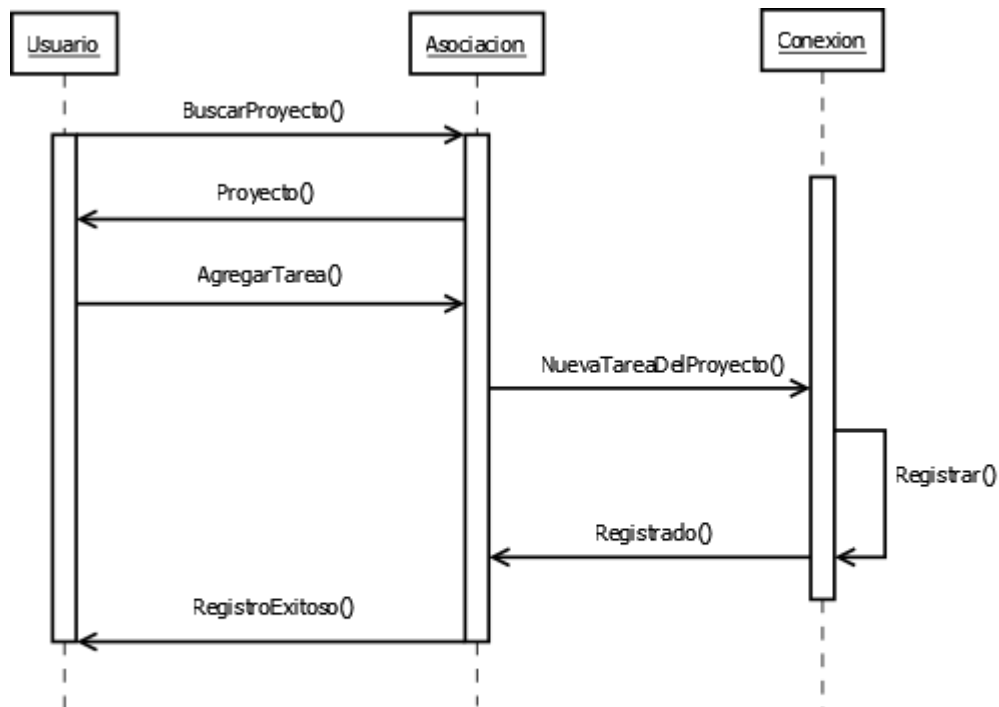 Usuario
Asociacion
Conexion
BuscarProyecto()
Proyecto()
AgregarTarea()
NuevaTareaDelProyecto()
Registrar()
Registrado()
RegistroExitoso()